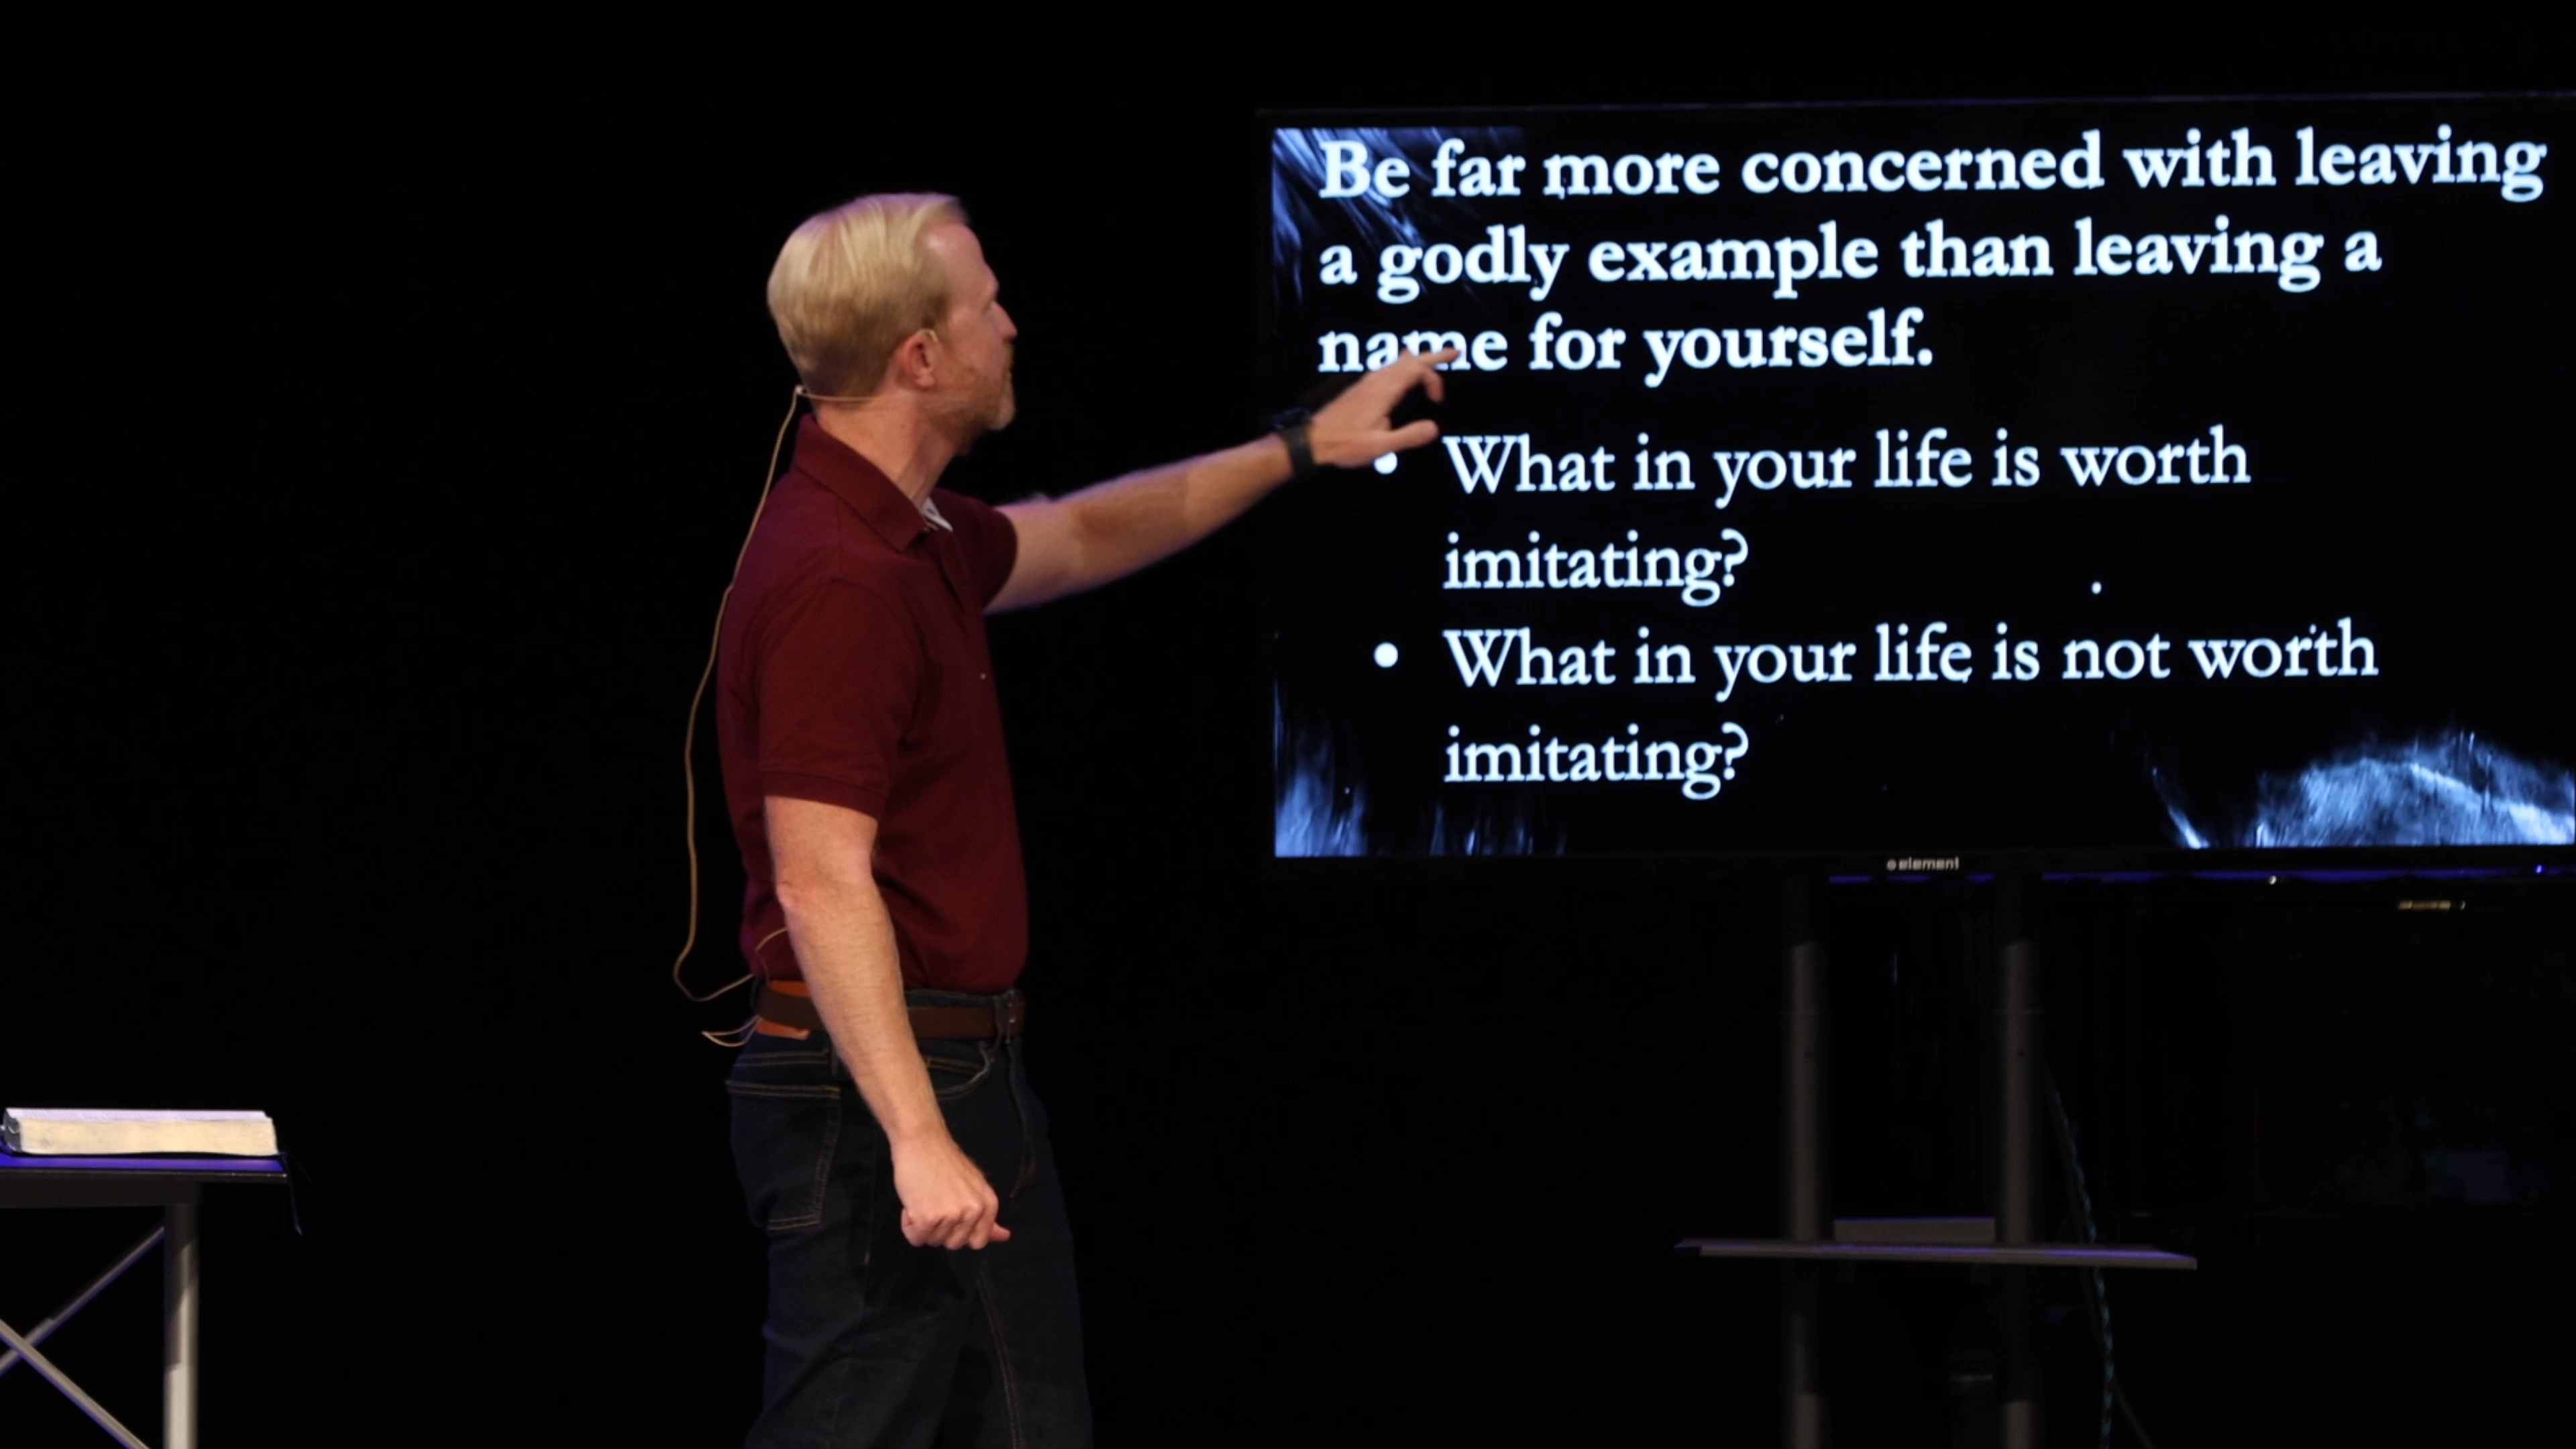 Be far more concerned with leaving
a godly example than leaving a
name for yourself.
• What in your life is worth
imitating?
• What in your life is not worth
imitating?
element